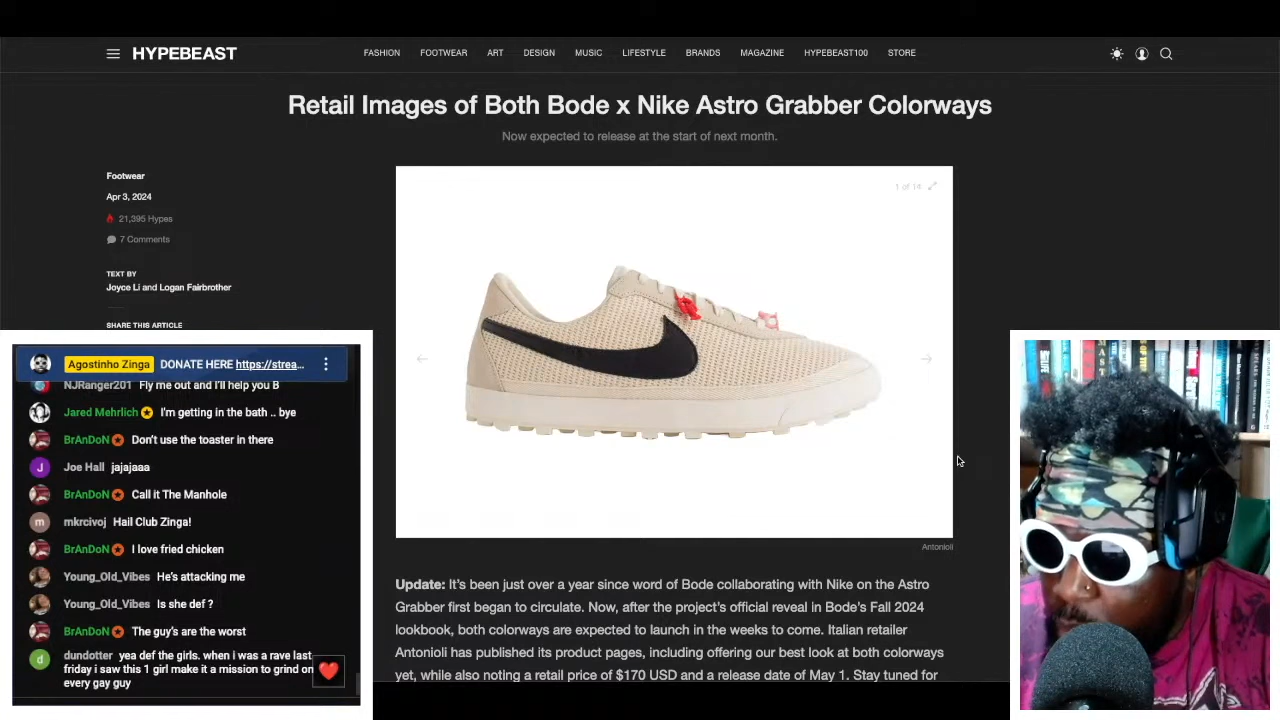 HYPEBEAST
FASHION FOOTWEAR ART DESIGN MUSIC LIFESTYLE BRANDS MAGAZINE HYPEBEAST100 STORE
Retail Images of Both Bode x Nike Astro Grabber Colorways
Now expected to release at the start of next month.
Footwear
Apr 3, 2024
21,395 Hypes
7 Comments
TEXT BY
Joyce Li and Logan Fairbrother
SHARE THIS ARTICLE
1 of 14
Antonioli
Update: It's been just over a year since word of Bode collaborating with Nike on the Astro
Grabber first began to circulate. Now, after the project's official reveal in Bode's Fall 2024
lookbook, both colorways are expected to launch in the weeks to come. Italian retailer
Antonioli has published its product pages, including offering our best look at both colorways
yet, while also noting a retail price of $170 USD and a release date of May 1. Stay tuned for
Agostinho Zinga DONATE HERE https://strea...
NJRanger201 Fly me out and I'll help you B
Jared Mehrlich I'm getting in the bath .. bye
BrAnDoN Don't use the toaster in there
J Joe Hall jajajaaa
BrAnDoN Call it The Manhole
m mkrcivoj Hail Club Zinga!
BrAnDoN I love fried chicken
Young_Old_Vibes He's attacking me
Young_Old_Vibes Is she def ?
BrAnDoN The guy's are the worst
d dundotter yea def the girls. when i was a rave last
friday i saw this 1 girl make it a mission to grind on
every gay guy